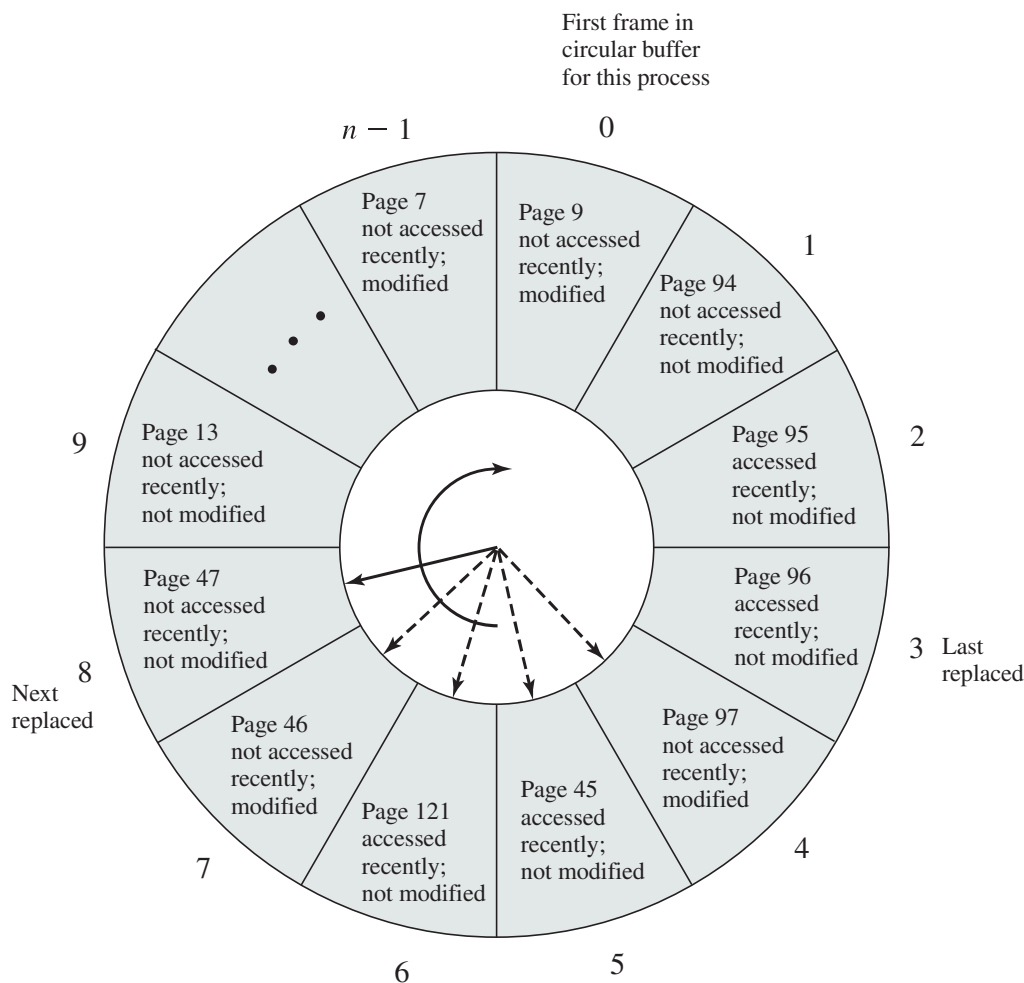 First frame in
circular buffer
for this process
n − 1
0
Page 7
not accessed
recently;
modified
Page 9
not accessed
recently;
modified
1
Page 94
not accessed
recently;
not modified
2
Page 95
accessed
recently;
not modified
3
Last
replaced
Page 96
accessed
recently;
not modified
4
Page 97
not accessed
recently;
modified
5
Page 45
accessed
recently;
not modified
6
Page 121
accessed
recently;
not modified
7
Page 46
not accessed
recently;
modified
8
Next
replaced
Page 47
not accessed
recently;
not modified
9
Page 13
not accessed
recently;
not modified